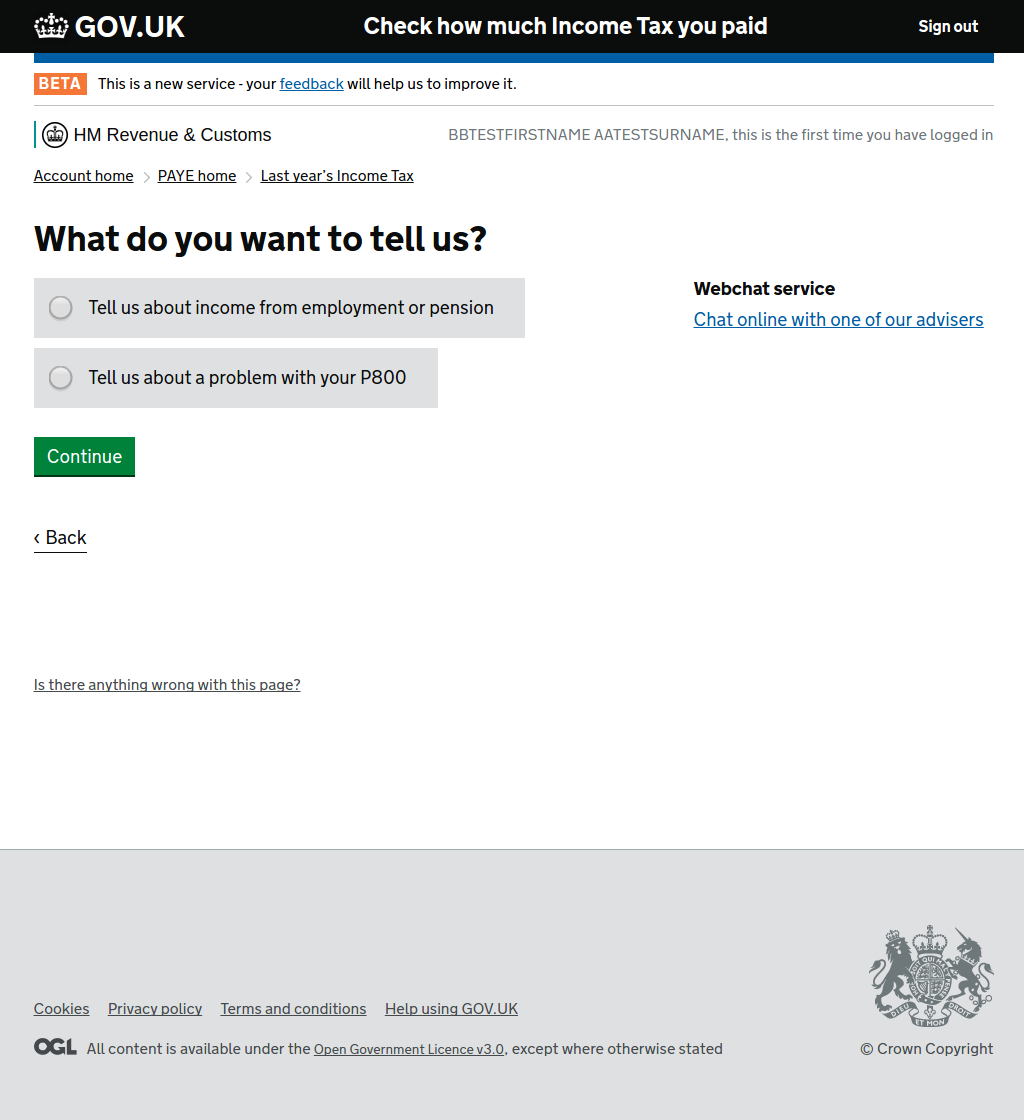 GOV.UK Check how much Income Tax you paid Sign out
BETA This is a new service - your feedback will help us to improve it.
HM Revenue & Customs BBTESTFIRSTNAME AATESTSURNAME, this is the first time you have logged in
Account home PAYE home Last year's Income Tax
What do you want to tell us?
Tell us about income from employment or pension
Webchat service
Chat online with one of our advisers
Tell us about a problem with your P800
Continue
‹ Back
Is there anything wrong with this page?
Cookies Privacy policy Terms and conditions Help using GOV.UK
OGL All content is available under the Open Government Licence v3.0, except where otherwise stated
© Crown Copyright
DIEU ET MON DROIT